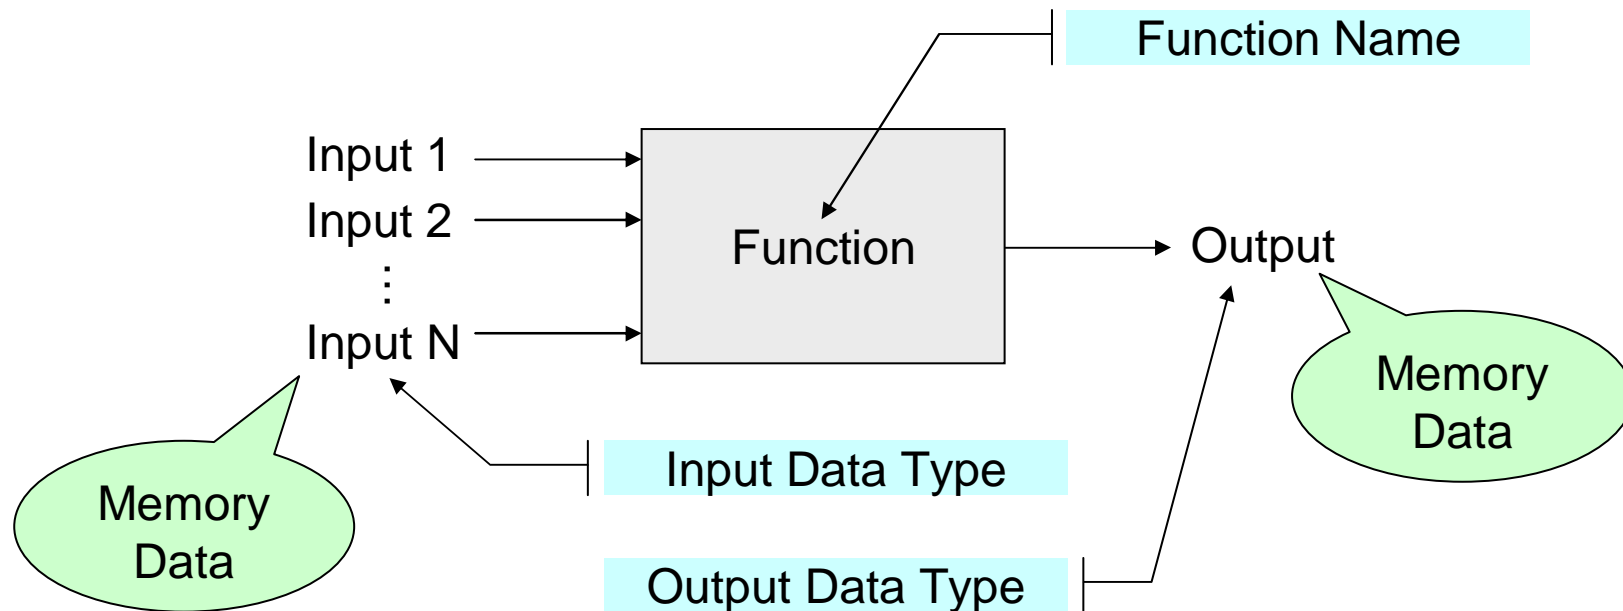 Function Name
Input 1
Input 2
⋮
Input N
Function
Output
Memory
Data
Input Data Type
Memory
Data
Output Data Type